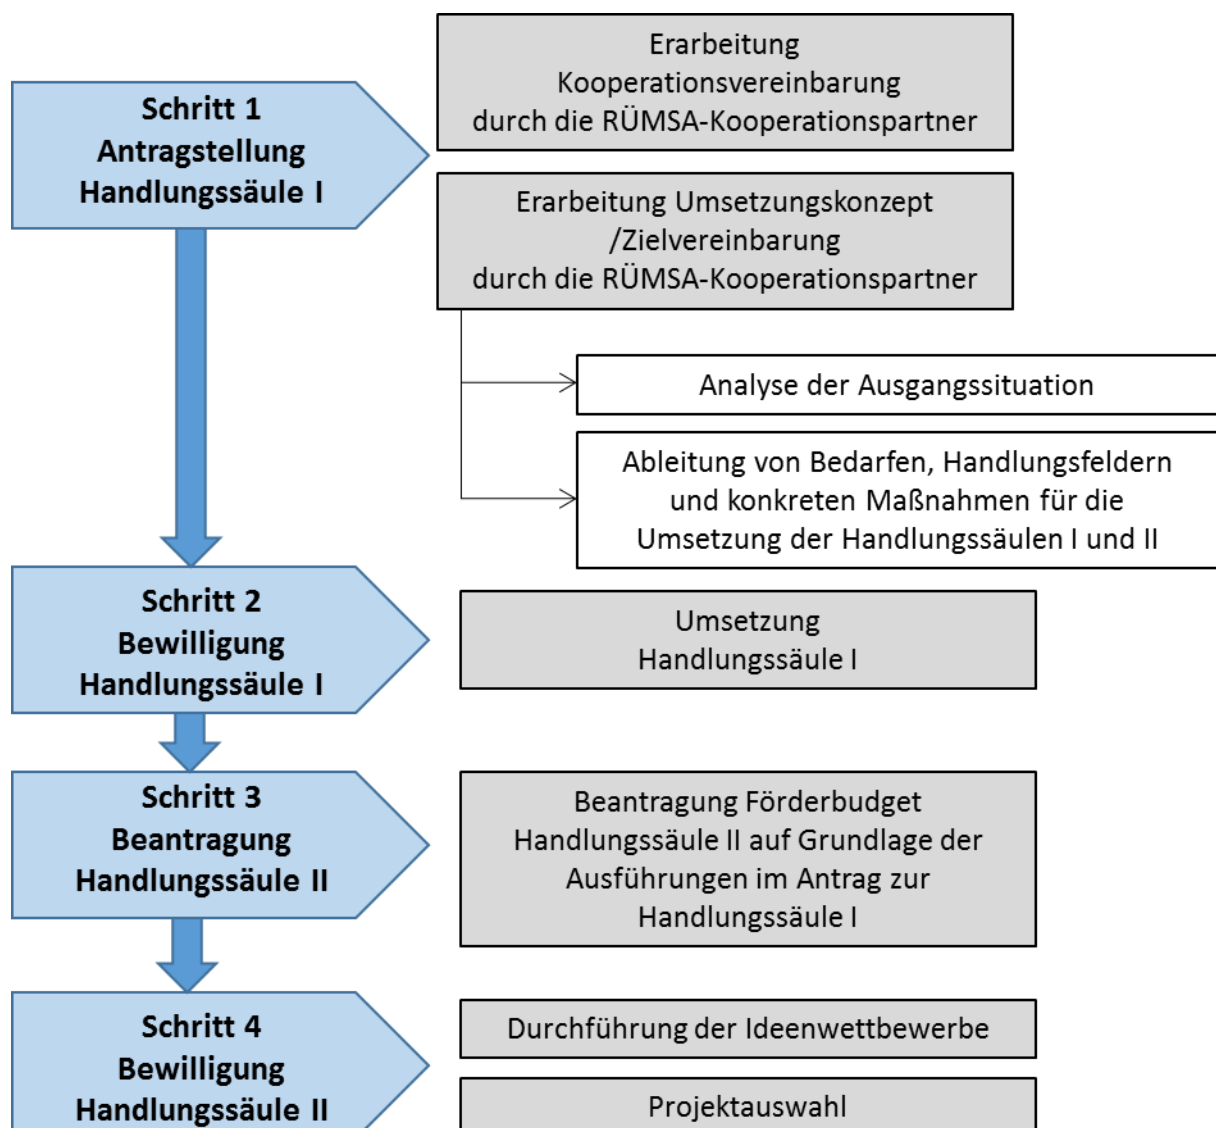 Schritt 1
Antragstellung
Handlungssäule I
Erarbeitung
Kooperationsvereinbarung
durch die RÜMSA-Kooperationspartner
Erarbeitung Umsetzungskonzept
/Zielvereinbarung
durch die RÜMSA-Kooperationspartner
Analyse der Ausgangssituation
Ableitung von Bedarfen, Handlungsfeldern
und konkreten Maßnahmen für die
Umsetzung der Handlungssäulen I und II
Schritt 2
Bewilligung
Handlungssäule I
Umsetzung
Handlungssäule I
Schritt 3
Beantragung
Handlungssäule II
Beantragung Förderbudget
Handlungssäule II auf Grundlage der
Ausführungen im Antrag zur
Handlungssäule I
Schritt 4
Bewilligung
Handlungssäule II
Durchführung der Ideenwettbewerbe
Projektauswahl